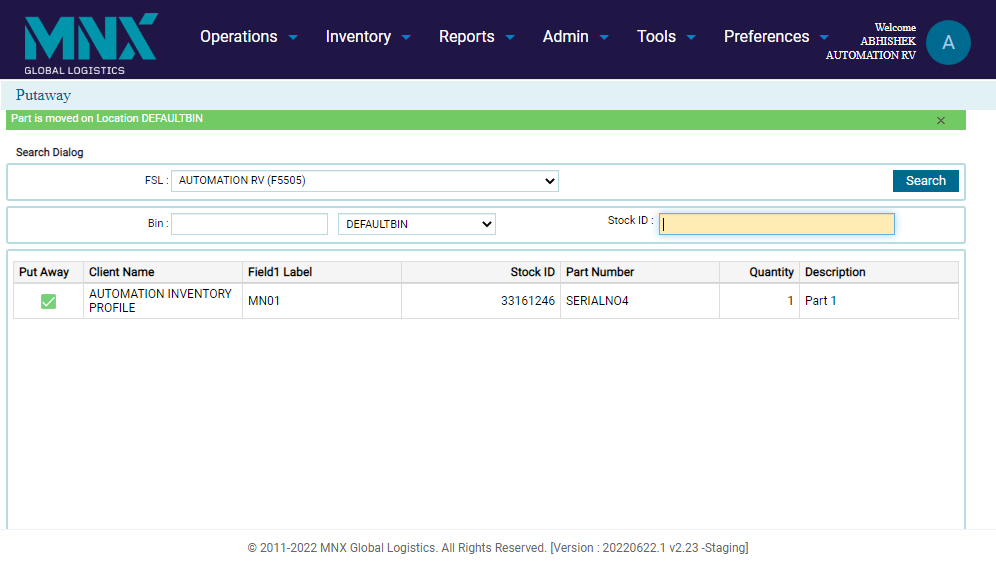 MNX
GLOBAL LOGISTICS
Operations Inventory Reports Admin Tools Preferences
Welcome
ABHISHEK
AUTOMATION RV
A
Putaway
Part is moved on Location DEFAULTBIN ×
Search Dialog
FSL : AUTOMATION RV (F5505) Search
Bin : DEFAULTBIN Stock ID :
Put Away Client Name Field1 Label Stock ID Part Number Quantity Description
AUTOMATION INVENTORY
PROFILE MN01 33161246 SERIALNO4 1 Part 1
© 2011-2022 MNX Global Logistics. All Rights Reserved. [Version : 20220622.1 v2.23 -Staging]